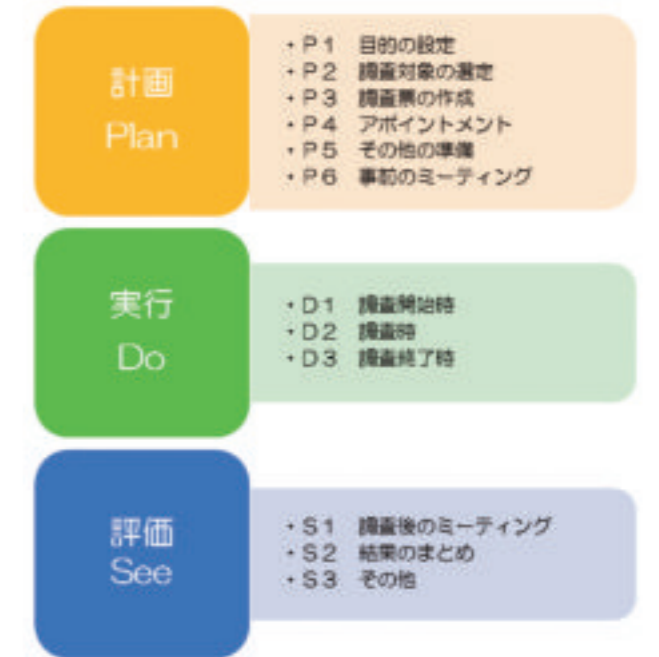 計画
Plan
・P1 目的の設定
・P2 調査対象の選定
・P3 調査票の作成
・P4 アポイントメント
・P5 その他の準備
・P6 事前のミーティング
実行
Do
・D1 調査開始時
・D2 調査時
・D3 調査終了時
評価
See
・S1 調査後のミーティング
・S2 結果のまとめ
・S3 その他